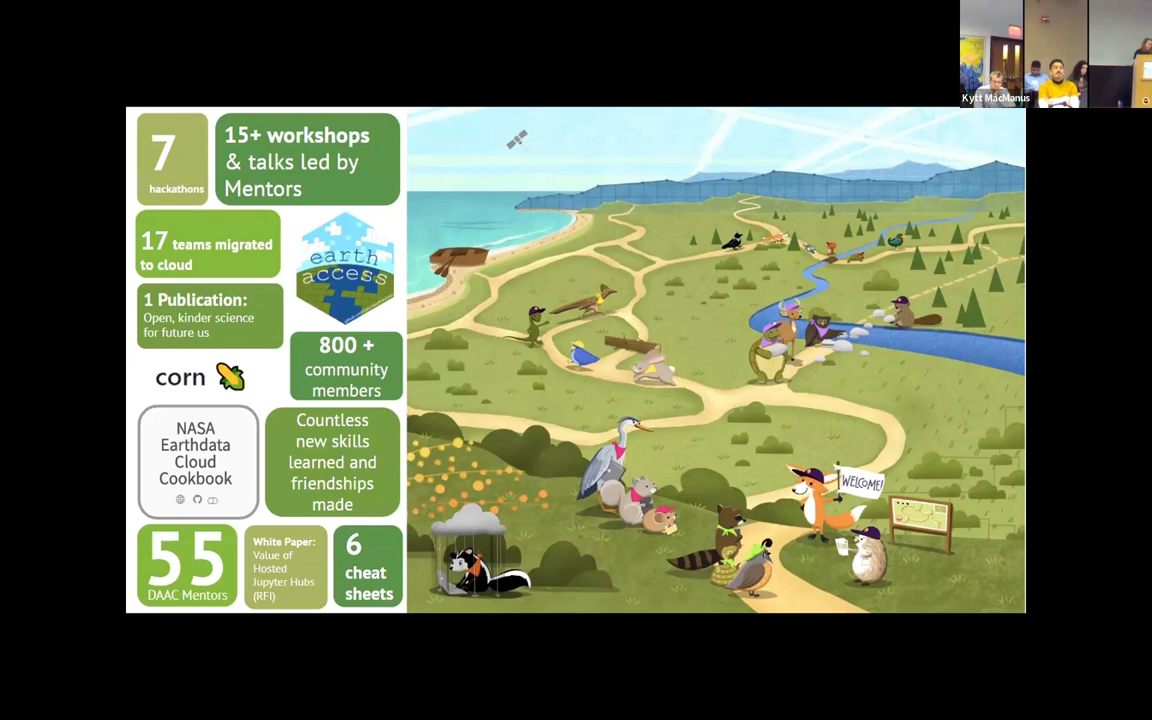 Kytt MacManus
7
hackathons
15+ workshops
& talks led by
Mentors
17 teams migrated
to cloud
earth
access
1 Publication:
Open, kinder science
for future us
800 +
community
members
corn
NASA
Earthdata
Cloud
Cookbook
Countless
new skills
learned and
friendships
made
55
DAAC Mentors
White Paper:
Value of
Hosted
Jupyter Hubs
(RFI)
6
cheat
sheets
WELCOME!